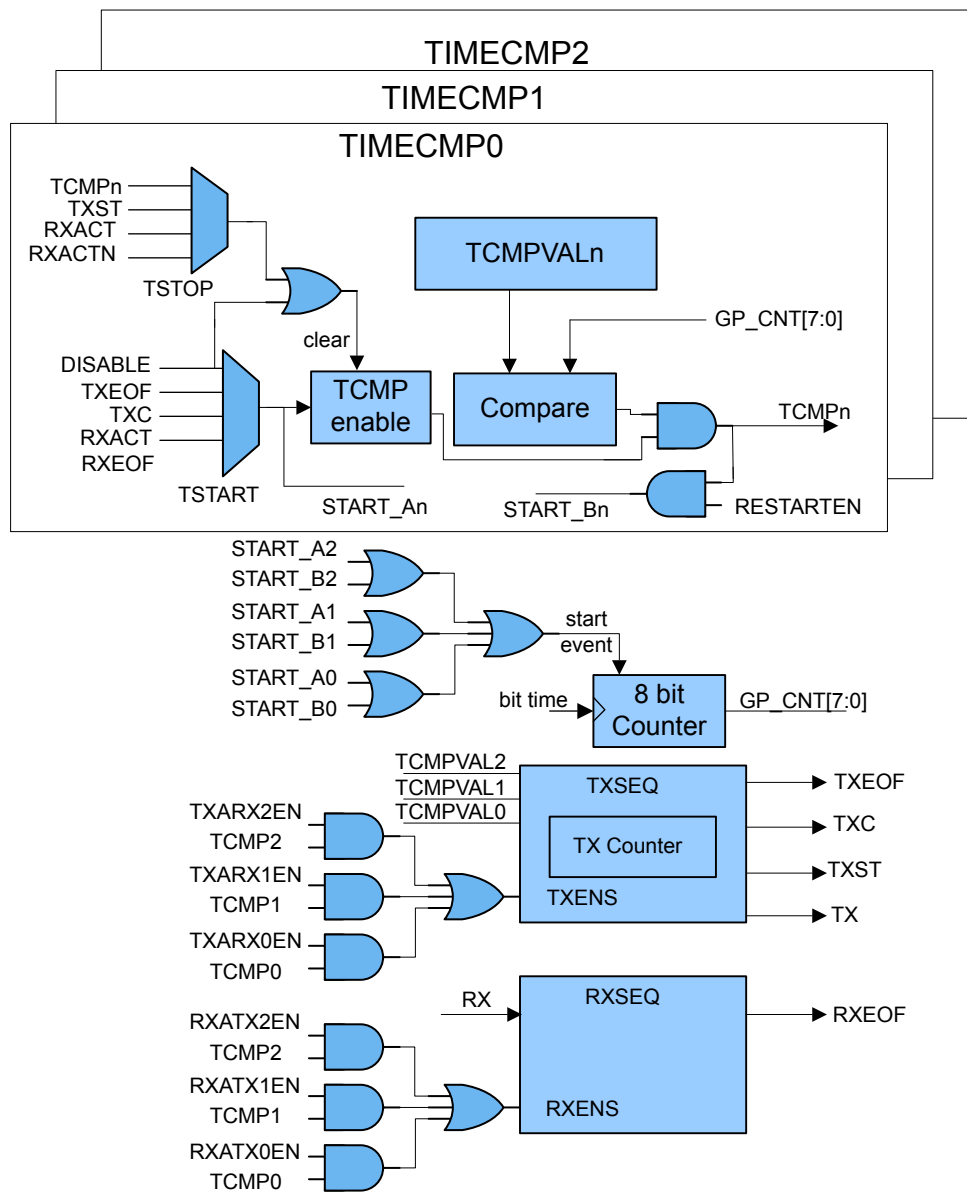 TIMECMP2
TIMECMP1
TIMECMP0
TCMPn
TXST
RXACT
RXACTN
TSTOP
TCMPVALn
GP_CNT[7:0]
clear
DISABLE
TXEOF
TXC
RXACT
RXEOF
TSTART
TCMP
enable
Compare
TCMPn
START_An
START_Bn
RESTARTEN
START_A2
START_B2
START_A1
START_B1
START_A0
START_B0
start
event
bit time
8 bit
Counter
GP_CNT[7:0]
TCMPVAL2
TCMPVAL1
TCMPVAL0
TXSEQ
TX Counter
TXENS
TXEOF
TXC
TXST
TX
TXARX2EN
TCMP2
TXARX1EN
TCMP1
TXARX0EN
TCMP0
RX
RXSEQ
RXENS
RXEOF
RXATX2EN
TCMP2
RXATX1EN
TCMP1
RXATX0EN
TCMP0